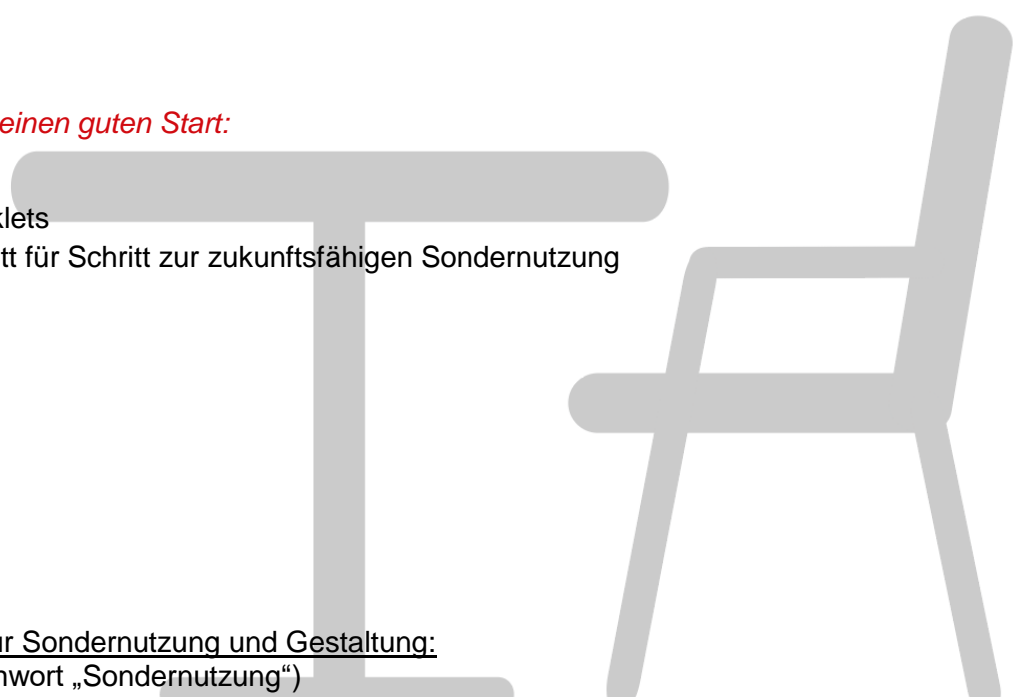 einen guten Start:
klets
tt für Schritt zur zukunftsfähigen Sondernutzung
ur Sondernutzung und Gestaltung:
hwort „Sondernutzung“)